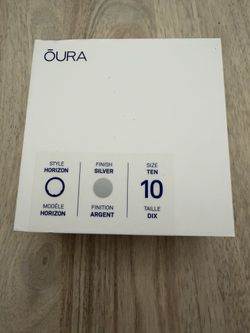 ŌURA
STYLE
HORIZON
MODÈLE
HORIZON
FINISH
SILVER
FINITION
ARGENT
SIZE
TEN
10
TAILLE
DIX